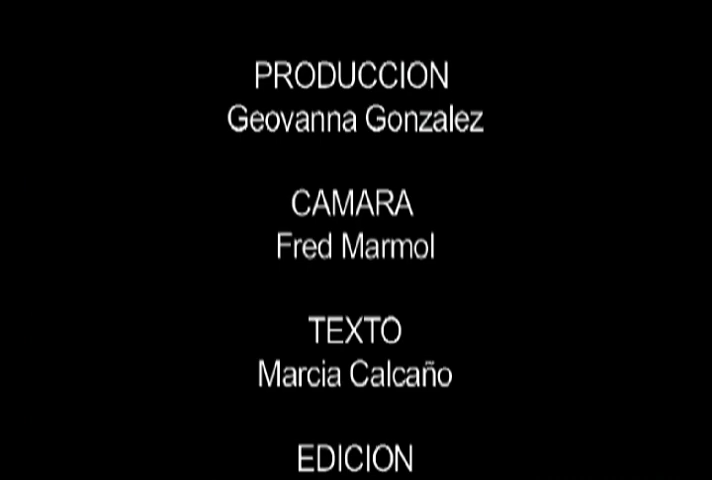 PRODUCCION
Geovanna Gonzalez
CAMARA
Fred Marmol
TEXTO
Marcia Calcaño
EDICION